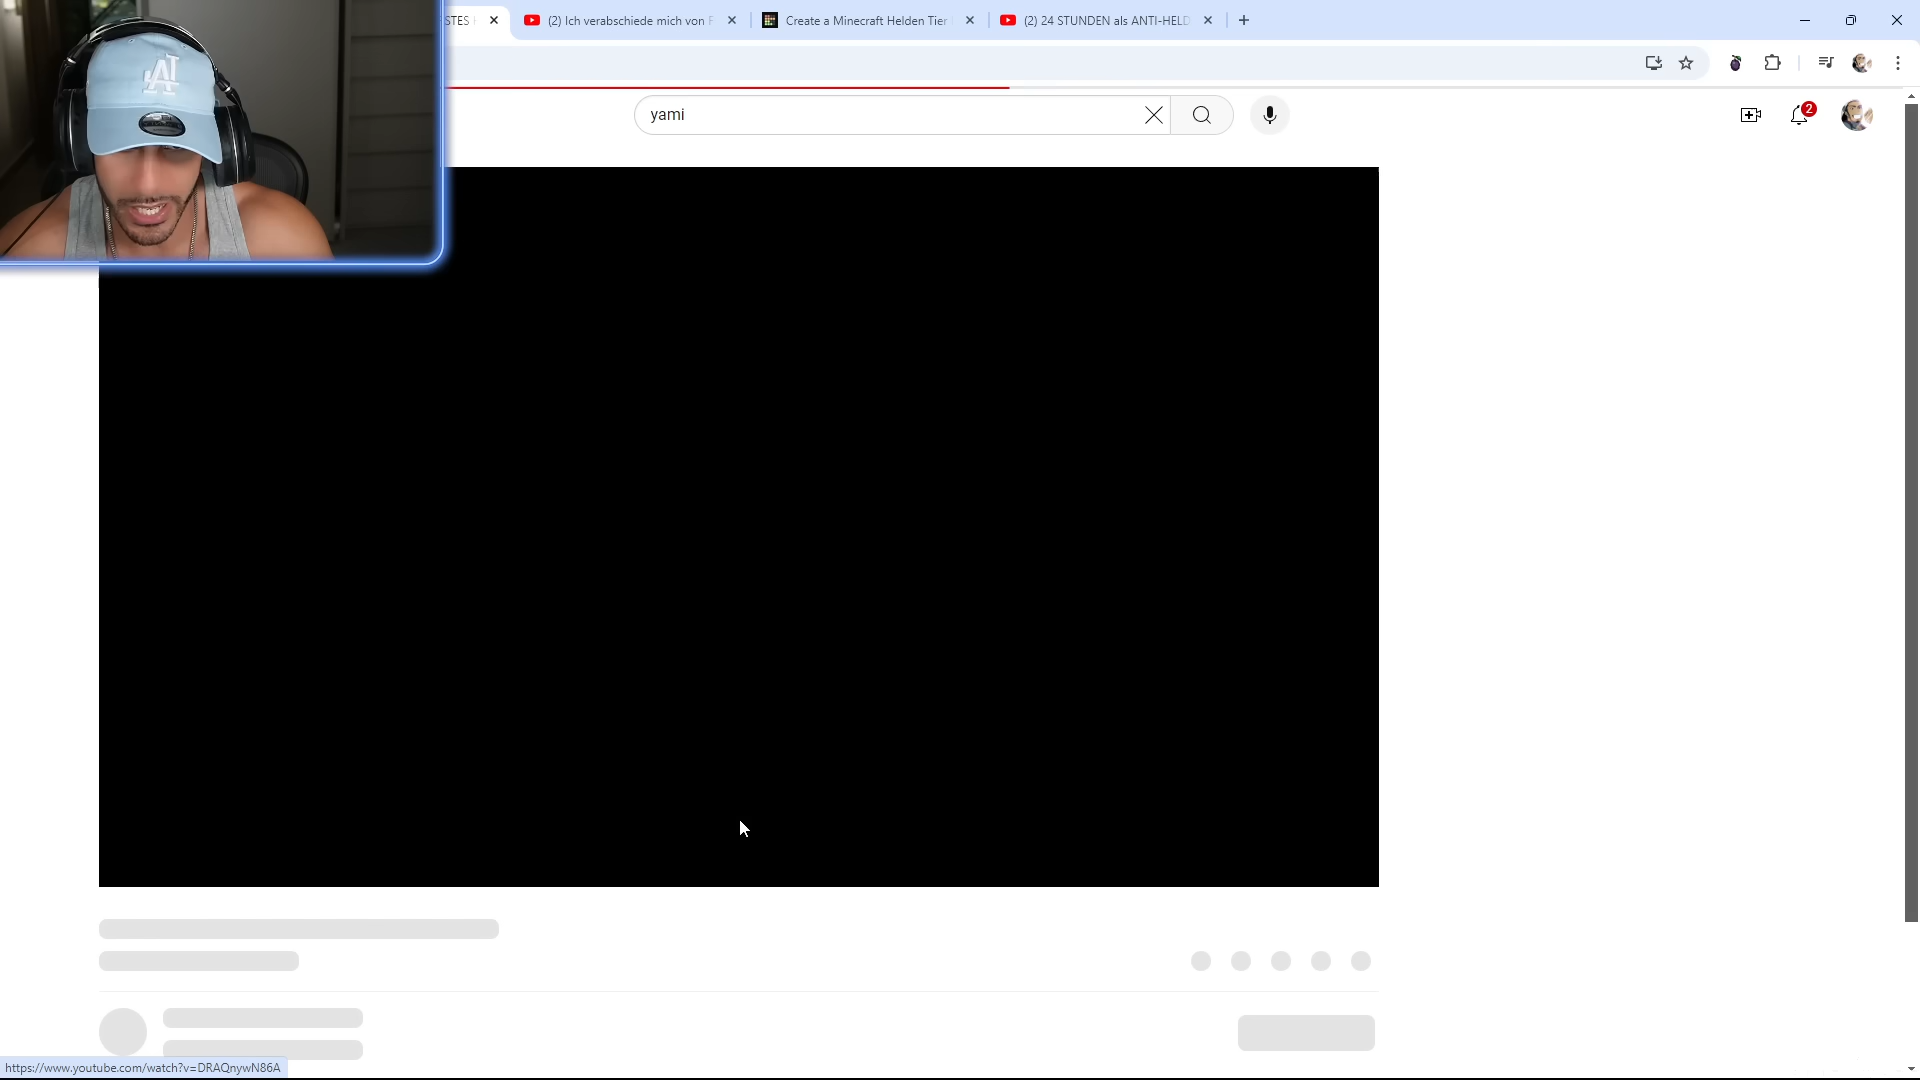 STES
(2) Ich verabschiede mich von F
Create a Minecraft Helden Tier
(2) 24 STUNDEN als ANTI-HELD
yami
2
https://www.youtube.com/watch?v=DRAQnywN86A